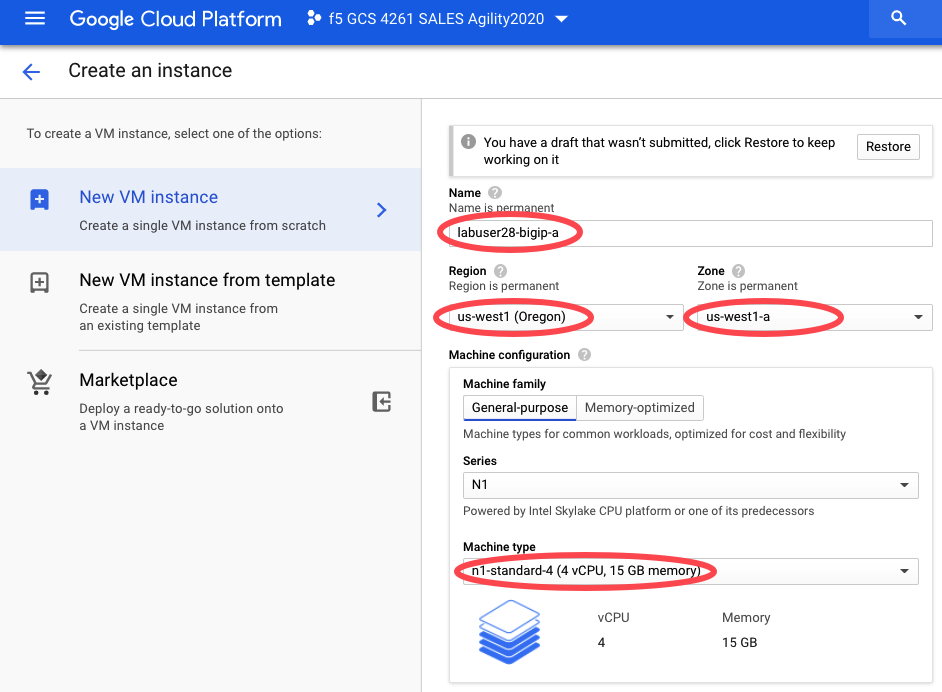 Google Cloud Platform
f5 GCS 4261 SALES Agility2020
Create an instance
To create a VM instance, select one of the options:
New VM instance
Create a single VM instance from scratch
New VM instance from template
Create a single VM instance from
an existing template
Marketplace
Deploy a ready-to-go solution onto
a VM instance
You have a draft that wasn't submitted, click Restore to keep
working on it
Restore
Name ?
Name is permanent
labuser28-bigip-a
Region ?
Region is permanent
us-west1 (Oregon)
Zone ?
Zone is permanent
us-west1-a
Machine configuration ?
Machine family
General-purpose
Memory-optimized
Machine types for common workloads, optimized for cost and flexibility
Series
N1
Powered by Intel Skylake CPU platform or one of its predecessors
Machine type
n1-standard-4 (4 vCPU, 15 GB memory)
vCPU
4
Memory
15 GB